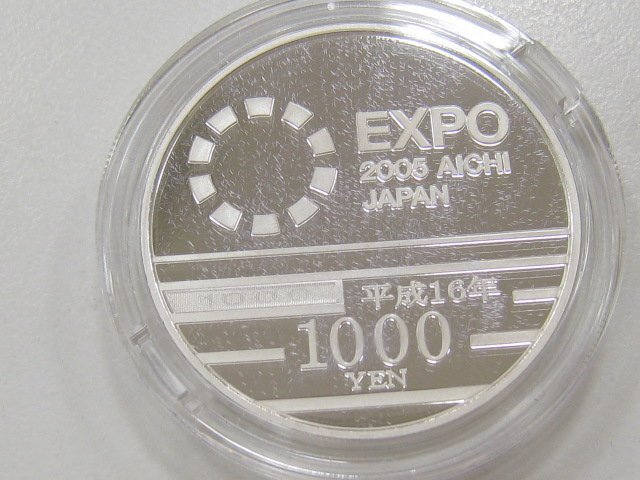 EXPO
2005 AICHI
JAPAN
平成16年
1000
YEN